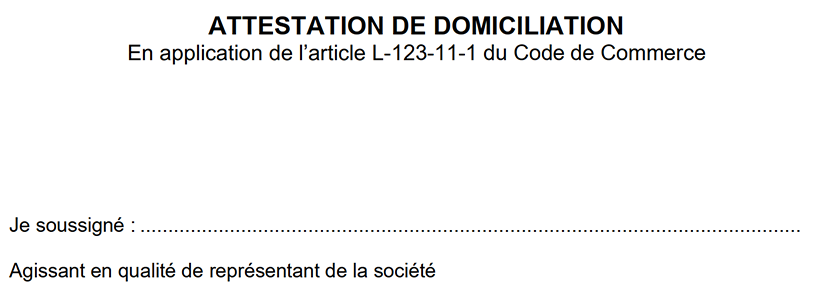 ATTESTATION DE DOMICILIATION
En application de l’article L-123-11-1 du Code de Commerce
Je soussigné : ........................................................................................................................
Agissant en qualité de représentant de la société